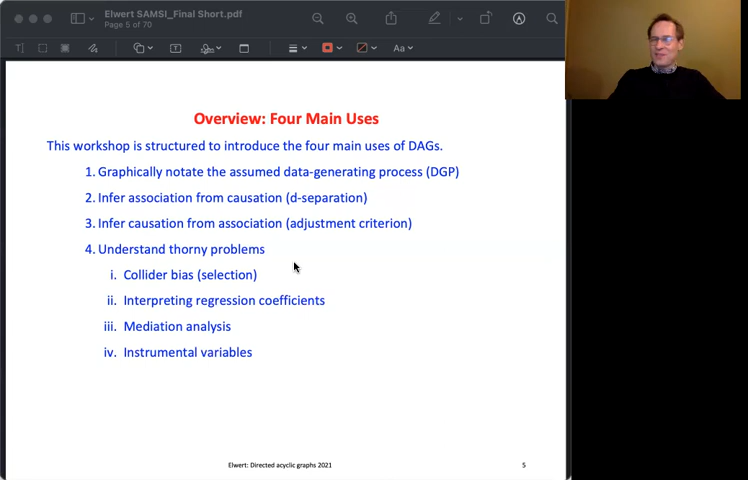 Elwert SAMSI_Final Short.pdf
Page 5 of 70
Aa
Overview: Four Main Uses
This workshop is structured to introduce the four main uses of DAGs.
1. Graphically notate the assumed data-generating process (DGP)
2. Infer association from causation (d-separation)
3. Infer causation from association (adjustment criterion)
4. Understand thorny problems
i. Collider bias (selection)
ii. Interpreting regression coefficients
iii. Mediation analysis
iv. Instrumental variables
Elwert: Directed acyclic graphs 2021
5